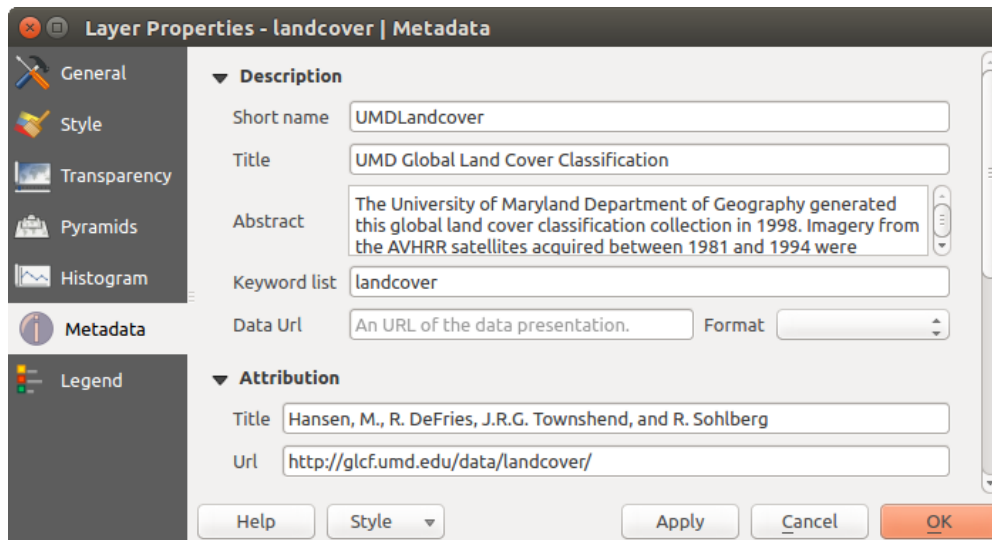 Layer Properties - landcover | Metadata
General
Style
Transparency
Pyramids
Histogram
Metadata
Legend
Description
Short name UMDLandcover
Title UMD Global Land Cover Classification
Abstract The University of Maryland Department of Geography generated
this global land cover classification collection in 1998. Imagery from
the AVHRR satellites acquired between 1981 and 1994 were
Keyword list landcover
Data Url An URL of the data presentation. Format
Attribution
Title Hansen, M., R. DeFries, J.R.G. Townshend, and R. Sohlberg
Url http://glcf.umd.edu/data/landcover/
Help Style Apply Cancel OK